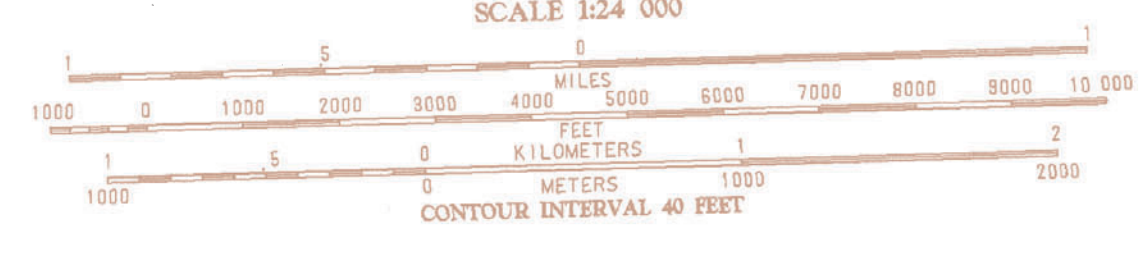 SCALE 1:24 000
1 .5 0 1
MILES
1000 0 1000 2000 3000 4000 5000 6000 7000 8000 9000 10 000
FEET
KILOMETERS
1 .5 0 1 2
1000 0 METERS 1000 2000
CONTOUR INTERVAL 40 FEET